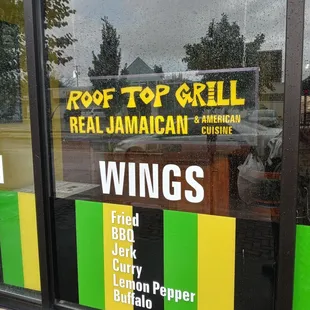 ROOF TOP GRILL
REAL JAMAICAN & AMERICAN
CUISINE
WINGS
Fried
BBQ
Jerk
Curry
Lemon Pepper
Buffalo